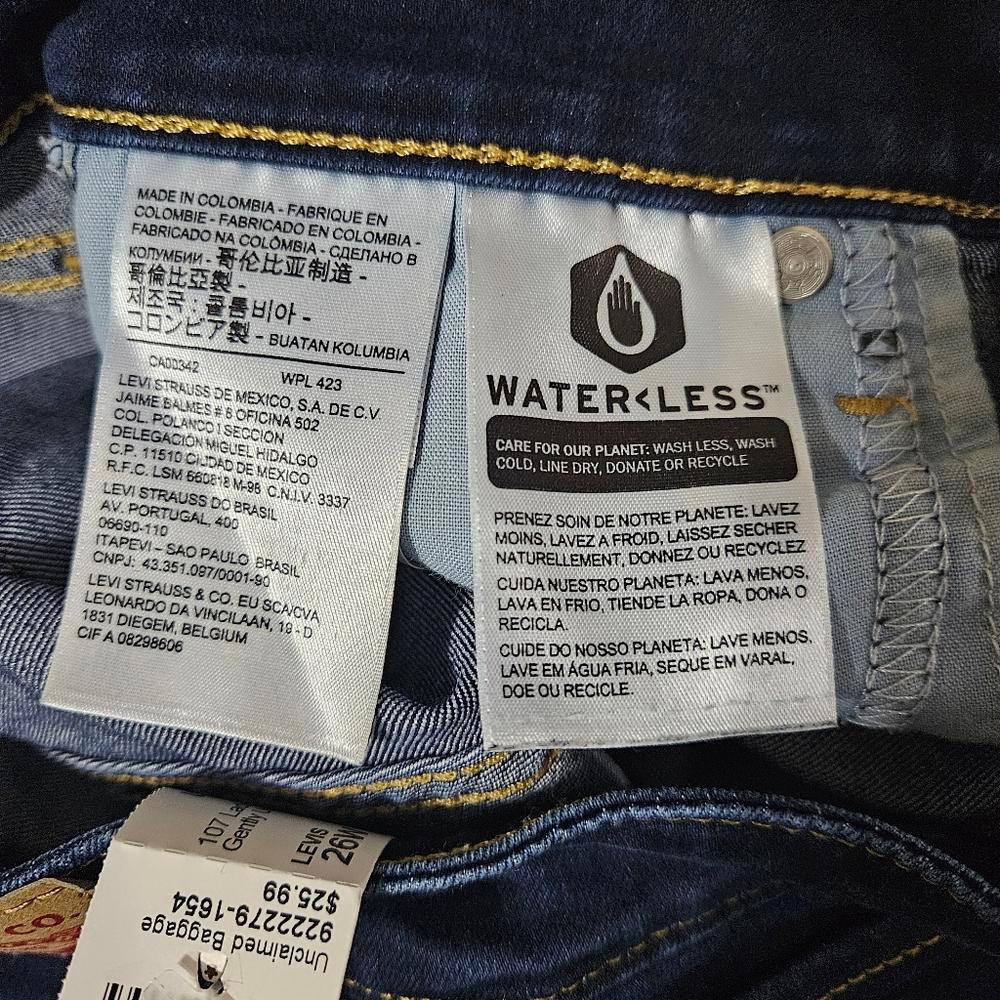 MADE IN COLOMBIA - FABRIQUE EN
COLOMBIE - FABRICADO EN COLOMBIA -
FABRICADO NA COLÔMBIA - СДЕЛАНО В
КОЛУМБИИ - 哥伦比亚制造 -
哥倫比亞製 -
제조국 : 콜롬비아 -
コロンビア製 - BUATAN KOLUMBIA
CA00342 WPL 423
LEVI STRAUSS DE MEXICO, S.A. DE C.V.
JAIME BALMES # 8 OFICINA 502
COL. POLANCO I SECCION
DELEGACIÓN MIGUEL HIDALGO
C.P. 11510 CIUDAD DE MEXICO
R.F.C. LSM 560818 M-96 C.N.I.V. 3337
LEVI STRAUSS DO BRASIL
AV. PORTUGAL, 400
06690-110
ITAPEVI - SAO PAULO BRASIL
CNPJ: 43.351.097/0001-90
LEVI STRAUSS & CO. EU SCA/CVA
LEONARDO DA VINCILAAN, 19 - D
1831 DIEGEM, BELGIUM
CIF A 08298606
WATER<LESS™
CARE FOR OUR PLANET: WASH LESS, WASH
COLD, LINE DRY, DONATE OR RECYCLE
PRENEZ SOIN DE NOTRE PLANETE: LAVEZ
MOINS, LAVEZ A FROID, LAISSEZ SECHER
NATURELLEMENT, DONNEZ OU RECYCLEZ
CUIDA NUESTRO PLANETA: LAVA MENOS,
LAVA EN FRIO, TIENDE LA ROPA, DONA O
RECICLA.
CUIDE DO NOSSO PLANETA: LAVE MENOS,
LAVE EM ÁGUA FRIA, SEQUE EM VARAL,
DOE OU RECICLE.
Unclaimed Baggage
9222279-1654
$25.99
LEVIS
26W
107
Gently
CO